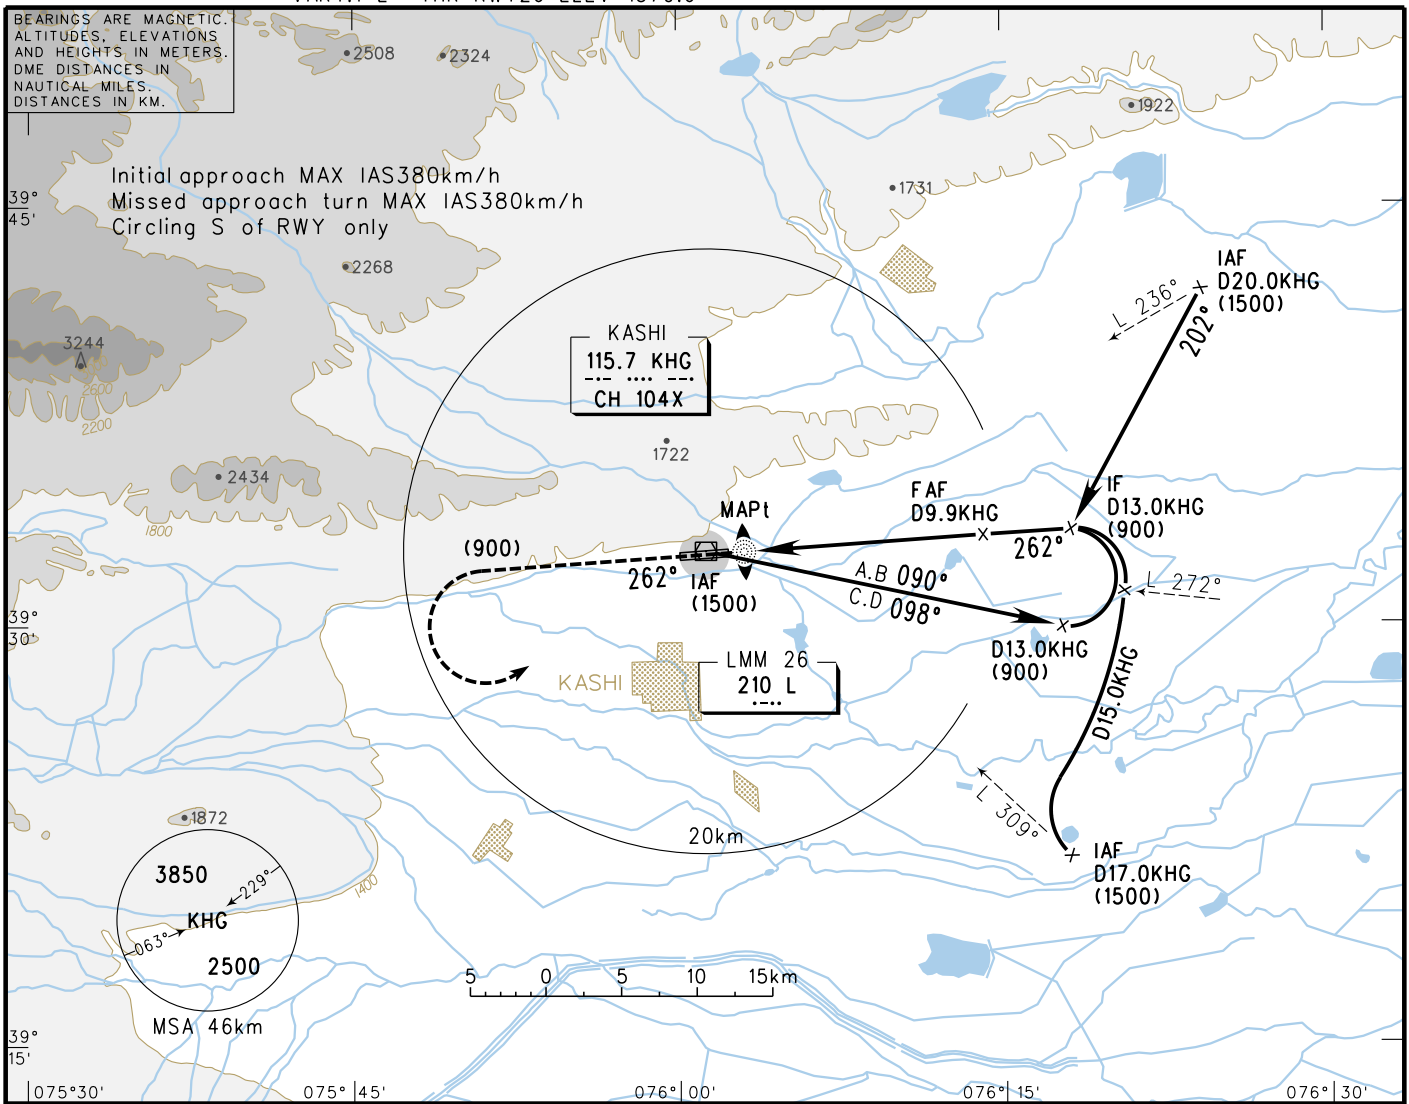 BEARINGS ARE MAGNETIC.
ALTITUDES, ELEVATIONS
AND HEIGHTS IN METERS.
DME DISTANCES IN
NAUTICAL MILES.
DISTANCES IN KM.
2508
2324
1922
Initial approach MAX IAS380km/h
Missed approach turn MAX IAS380km/h
Circling S of RWY only
39°
45'
1731
2268
IAF
D20.0KHG
(1500)
L 236°
202°
3244
2600
2200
KASHI
115.7 KHG
CH 104X
1722
2434
1800
MAPt
FAF
D9.9KHG
IF
D13.0KHG
(900)
262°
(900)
262°
IAF
(1500)
A.B 090°
C.D 098°
L 272°
39°
30'
D13.0KHG
(900)
KASHI
LMM 26
210 L
D15.0KHG
L 309°
20km
IAF
D17.0KHG
(1500)
1872
1400
3850
229°
KHG
063°
2500
MSA 46km
5 0 5 10 15km
39°
15'
075°30' 075°45' 076°00' 076°15' 076°30'